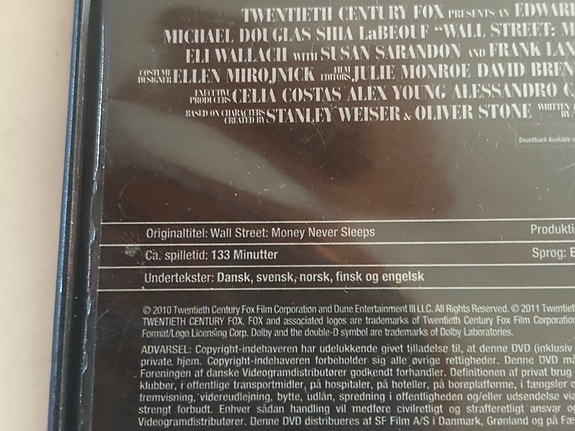 TWENTIETH CENTURY FOX PRESENTS AN EDWARD
MICHAEL DOUGLAS SHIA LaBEOUF "WALL STREET: M
ELI WALLACH WITH SUSAN SARANDON AND FRANK LAN
COSTUME DESIGNER ELLEN MIROJNICK FILM EDITORS JULIE MONROE DAVID BREN
EXECUTIVE PRODUCERS CELIA COSTAS ALEX YOUNG ALESSANDRO C
BASED ON CHARACTERS CREATED BY STANLEY WEISER & OLIVER STONE WRITTEN BY
Soundtrack Available
Originaltitel: Wall Street: Money Never Sleeps Produkti
Ca. spilletid: 133 Minutter Sprog: E
Undertekster: Dansk, svensk, norsk, finsk og engelsk
© 2010 Twentieth Century Fox Film Corporation and Dune Entertainment III LLC. All Rights Reserved. © 2011 Twentieth
TWENTIETH CENTURY FOX, FOX and associated logos are trademarks of Twentieth Century Fox Film Corporation
Format/Logo Licensing Corp. Dolby and the double-D symbol are trademarks of Dolby Laboratories.
ADVARSEL: Copyright-indehaveren har udelukkende givet tilladelse til, at denne DVD (inklusiv
private hjem. Copyright-indehaveren forbeholder sig alle øvrige rettigheder. Denne DVD må
Foreningen af danske Videogramdistributører godkendt forhandler. Definitionen af privat brug
klubber, i offentlige transportmidler, på hospitaler, på hoteller, på boreplatforme, i fængsler o
fremvisning, videreudlejning, bytte, udlån, spredning i offentligheden og/eller udsendelse via
strengt forbudt. Enhver sådan handling vil medføre civilretligt og strafferetligt ansvar og
Videogramdistributører. Denne DVD distribueres af SF Film A/S i Danmark, Grønland og på Fæ